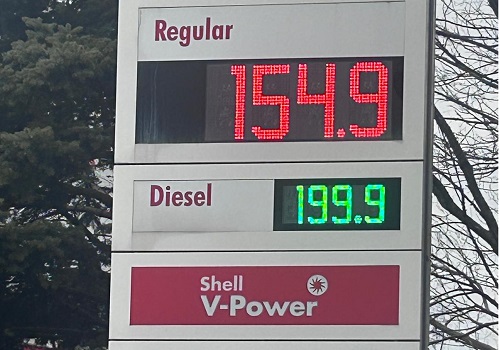 Regular
154.9
Diesel
199.9
Shell
V-Power